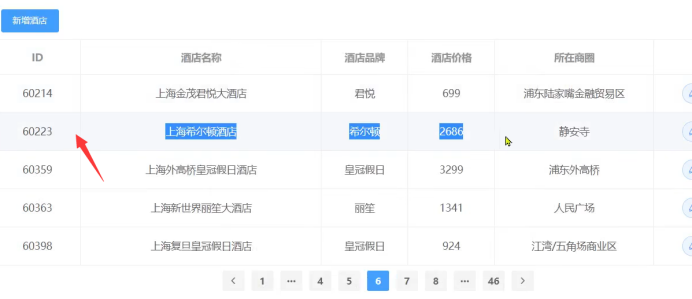 新增酒店
ID 酒店名称 酒店品牌 酒店价格 所在商圈
60214 上海金茂君悦大酒店 君悦 699 浦东陆家嘴金融贸易区
60223 上海希尔顿酒店 希尔顿 2686 静安寺
60359 上海外高桥皇冠假日酒店 皇冠假日 3299 浦东外高桥
60363 上海新世界丽笙大酒店 丽笙 1341 人民广场
60398 上海复旦皇冠假日酒店 皇冠假日 924 江湾/五角场商业区
< 1 ··· 4 5 6 7 8 ··· 46 >